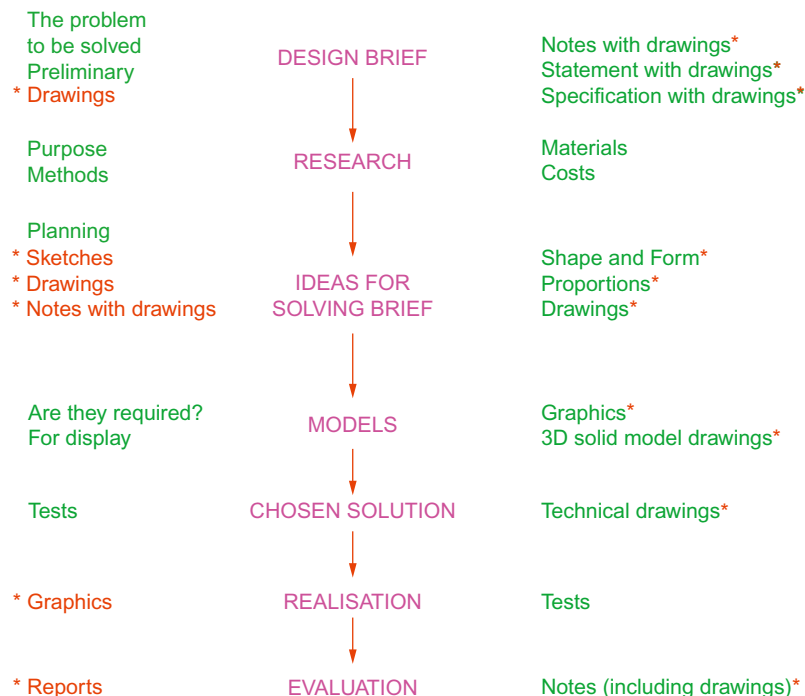 The problem
to be solved
Preliminary
* Drawings
DESIGN BRIEF
Notes with drawings*
Statement with drawings*
Specification with drawings*
Purpose
Methods
RESEARCH
Materials
Costs
Planning
* Sketches
* Drawings
* Notes with drawings
IDEAS FOR
SOLVING BRIEF
Shape and Form*
Proportions*
Drawings*
Are they required?
For display
MODELS
Graphics*
3D solid model drawings*
Tests
CHOSEN SOLUTION
Technical drawings*
* Graphics
REALISATION
Tests
* Reports
EVALUATION
Notes (including drawings)*